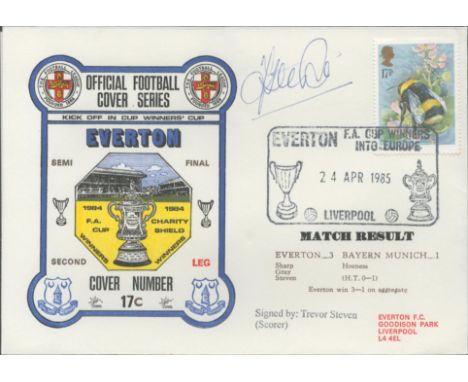 OFFICIAL FOOTBALL
COVER SERIES
KICK OFF IN CUP WINNERS' CUP
EVERTON
SEMI FINAL
1984 1984
F.A. CHARITY
CUP SHIELD
WINNERS WINNERS
SECOND LEG
COVER NUMBER
17C
17P
EVERTON F.A. CUP WINNERS
INTO EUROPE
24 APR 1985
LIVERPOOL
MATCH RESULT
EVERTON...3 BAYERN MUNICH...1
Sharp Hoeness
Gray (H.T. 0—1)
Steven
Everton win 3—1 on aggregate
Signed by: Trevor Steven
(Scorer)
EVERTON F.C.
GOODISON PARK
LIVERPOOL
L4 4EL